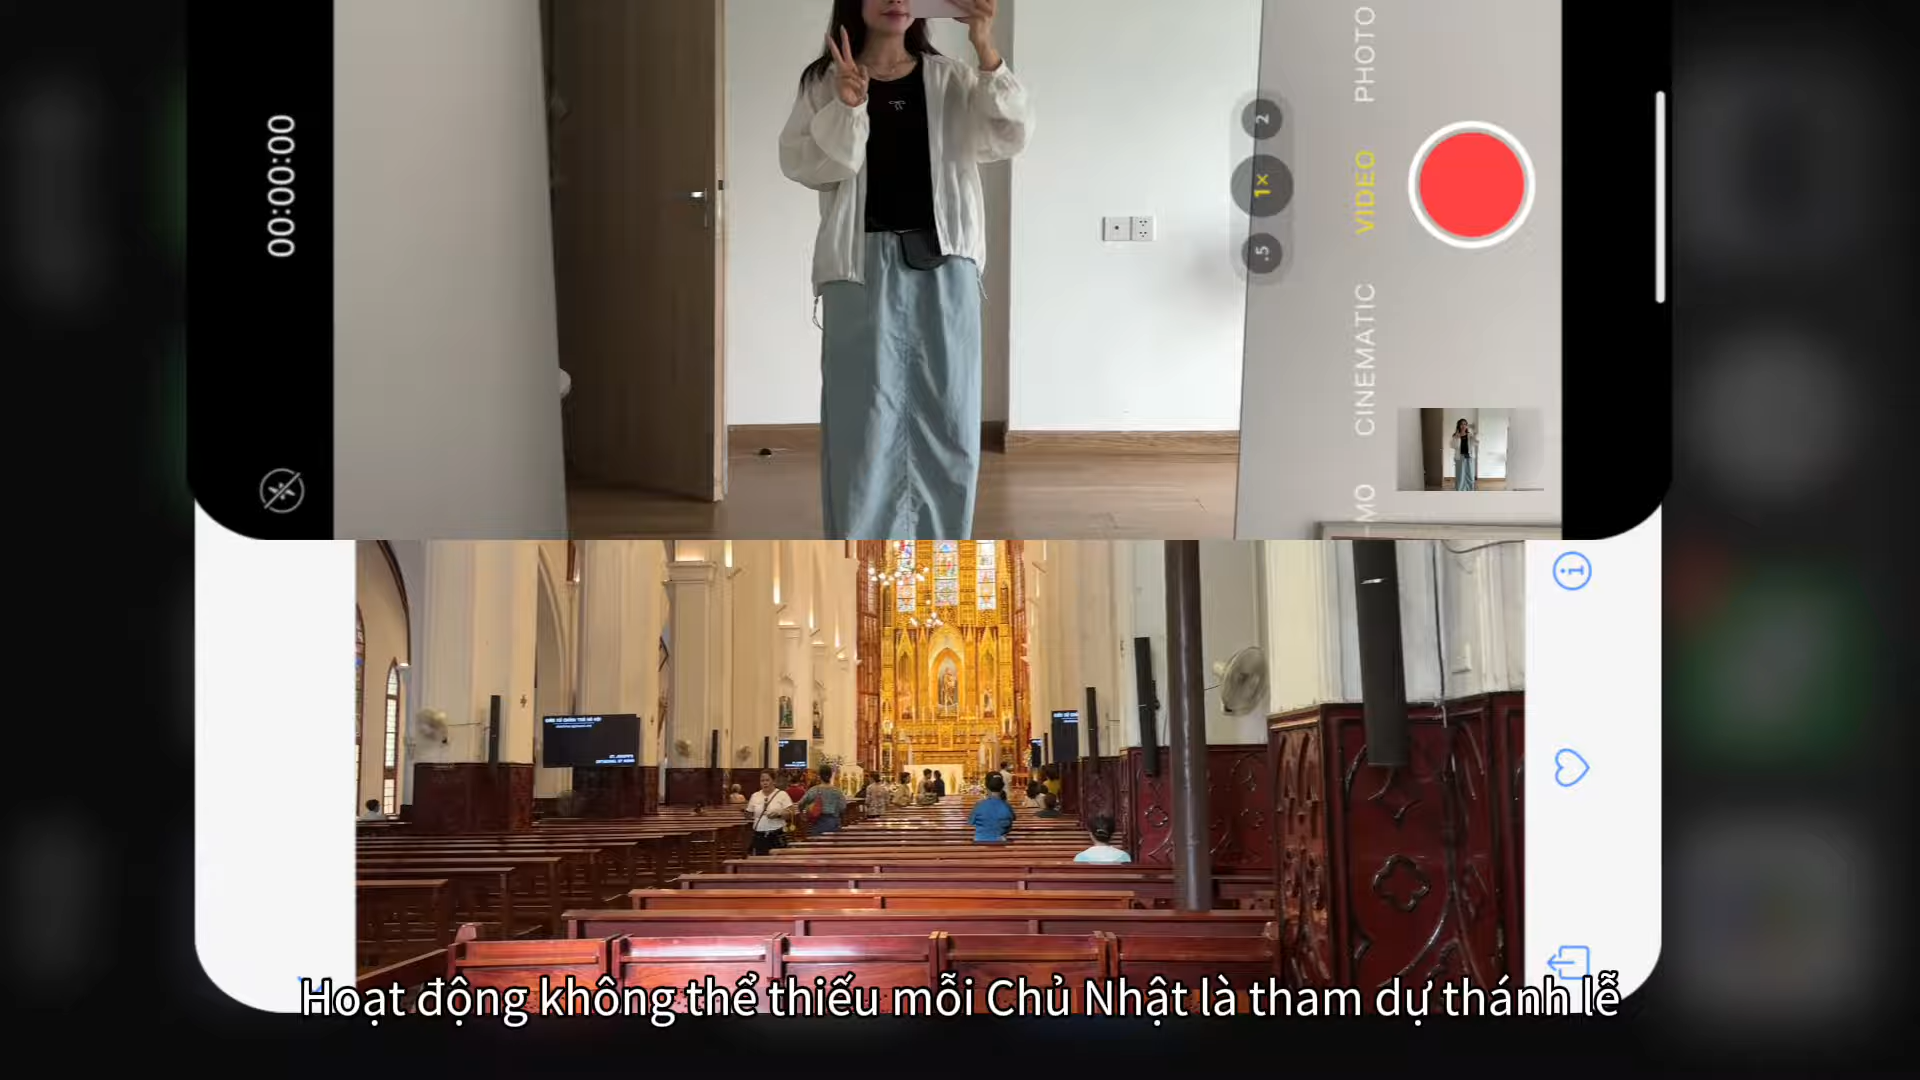 00:00:00
PHOTO
VIDEO
CINEMATIC
MO
2
1×
.5
Hoạt động không thể thiếu mỗi Chủ Nhật là tham dự thánh lễ